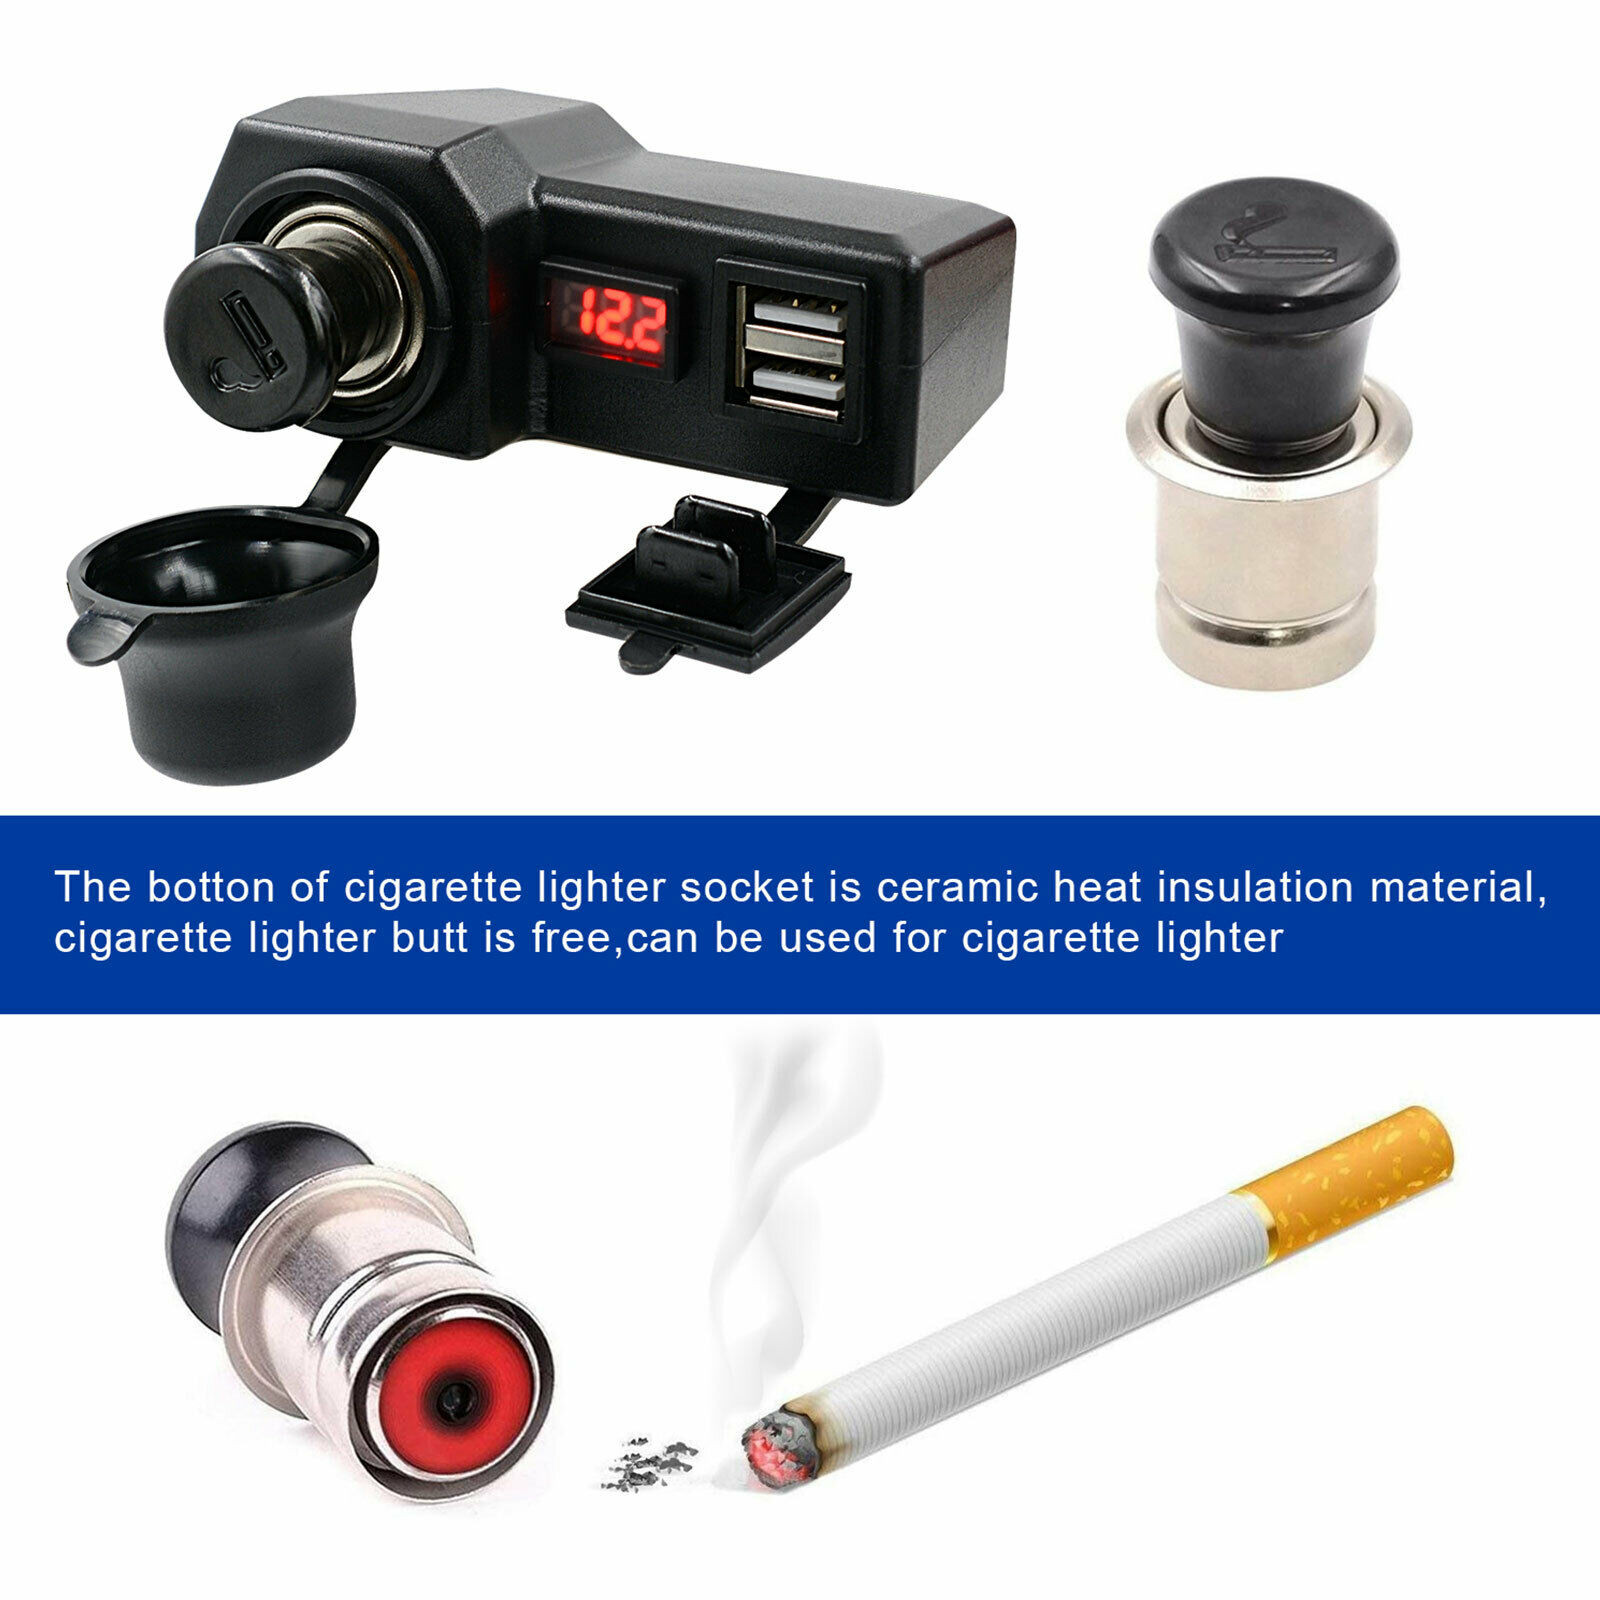 12.2
The botton of cigarette lighter socket is ceramic heat insulation material,
cigarette lighter butt is free,can be used for cigarette lighter